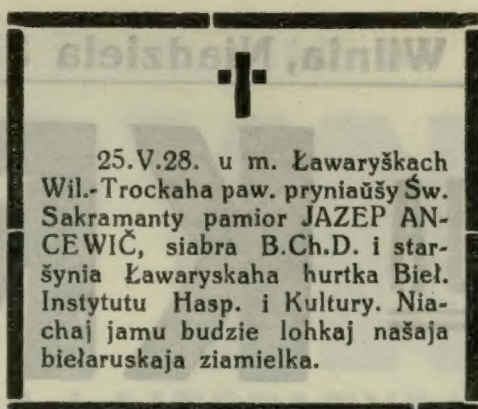 25.V.28. u m. Ławaryškach
Wil.-Trockaha paw. pryniaŭšy Św.
Sakramanty pamior JAZEP AN-
CEWIČ, siabra B.Ch.D. i star-
šynia Ławaryskaha hurtka Bieł.
Instytutu Hasp. i Kultury. Nia-
chaj jamu budzie lohkaj našaja
biełaruskaja ziamielka.